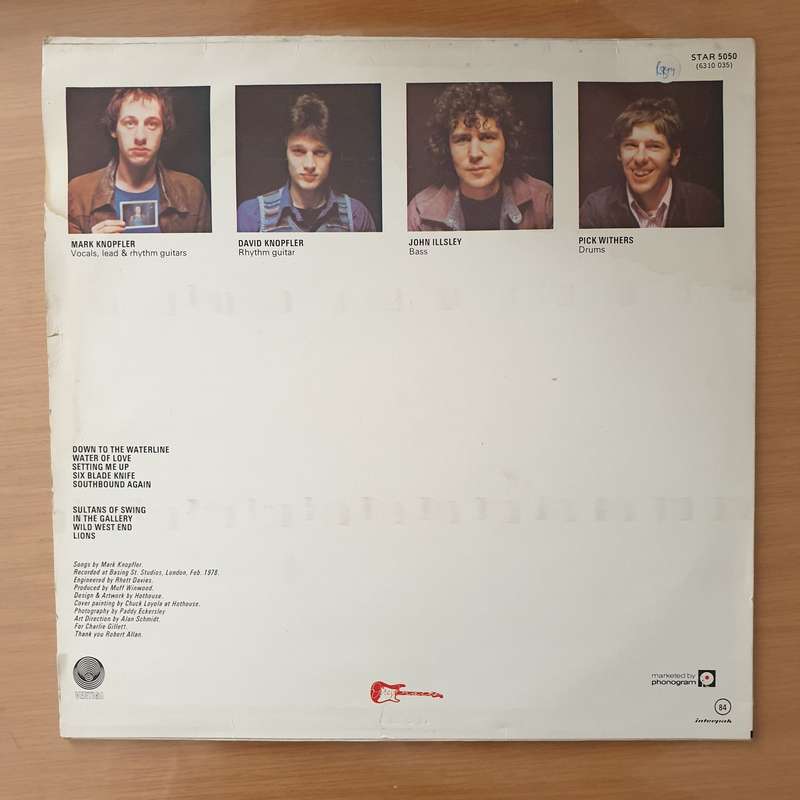 STAR 5050
(6310 035)
MARK KNOPFLER
Vocals, lead & rhythm guitars
DAVID KNOPFLER
Rhythm guitar
JOHN ILLSLEY
Bass
PICK WITHERS
Drums
DOWN TO THE WATERLINE
WATER OF LOVE
SETTING ME UP
SIX BLADE KNIFE
SOUTHBOUND AGAIN
SULTANS OF SWING
IN THE GALLERY
WILD WEST END
LIONS
Songs by Mark Knopfler.
Recorded at Basing St. Studios, London, Feb. 1978.
Engineered by Rhett Davies.
Produced by Muff Winwood.
Design & Artwork by Hothouse.
Cover painting by Chuck Loyola at Hothouse.
Photography by Paddy Eckersley
Art Direction by Alan Schmidt.
For Charlie Gillett.
Thank you Robert Allan.
VERTIGO
marketed by
phonogram
84
interpak